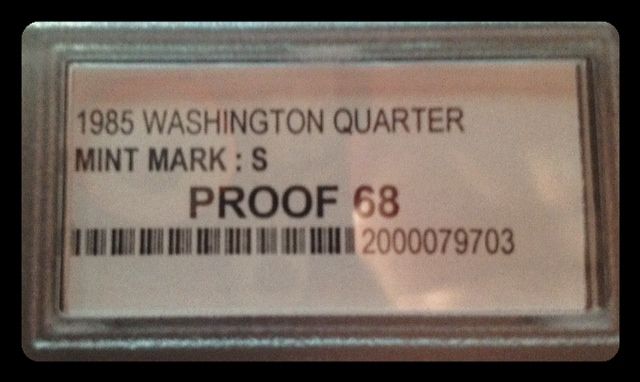 1985 WASHINGTON QUARTER
MINT MARK : S
PROOF 68
2000079703